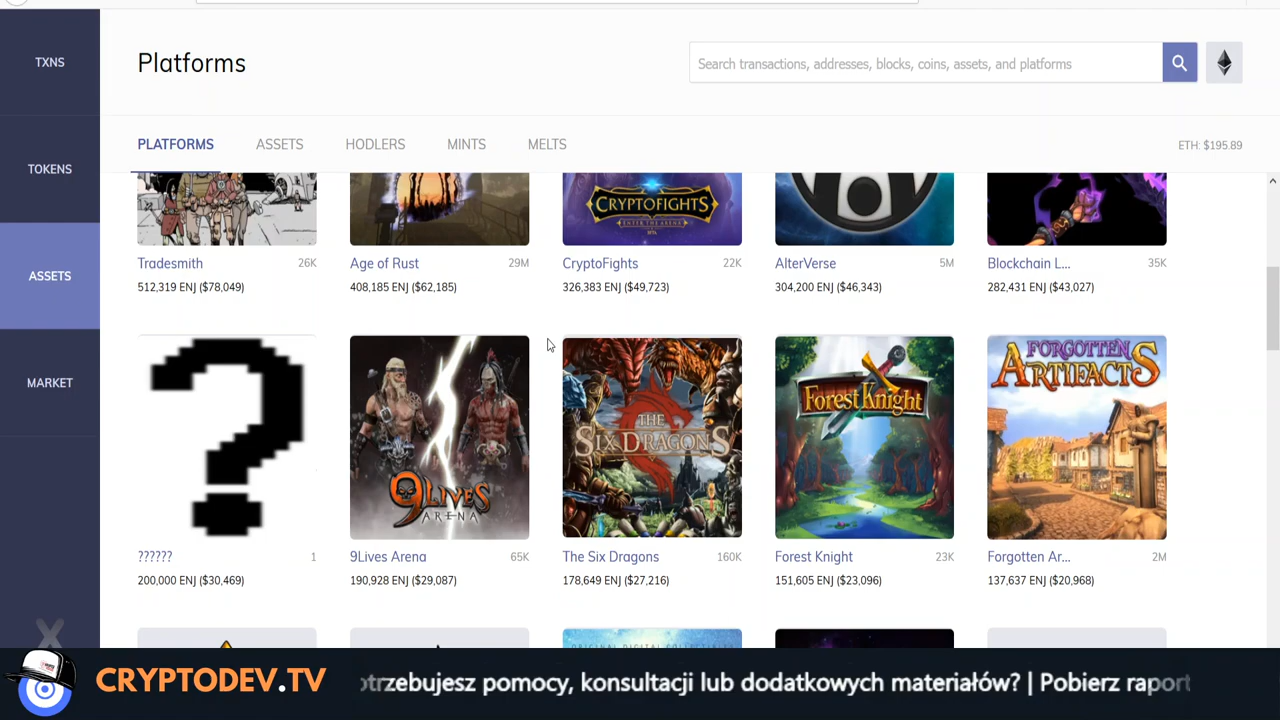 TXNS
Platforms
Search transactions, addresses, blocks, coins, assets, and platforms
PLATFORMS
ASSETS
HODLERS
MINTS
MELTS
ETH: $195.89
TOKENS
ASSETS
MARKET
CRYPTOFIGHTS
ENTER THE ARENA
BETA
Tradesmith 26K
512,319 ENJ ($78,049)
Age of Rust 29M
408,185 ENJ ($62,185)
CryptoFights 22K
326,383 ENJ ($49,723)
AlterVerse 5M
304,200 ENJ ($46,343)
Blockchain L... 35K
282,431 ENJ ($43,027)
?
9LIVES
ARENA
THE
SIX DRAGONS
Forest Knight
FORGOTTEN
ARTIFACTS
?????? 1
200,000 ENJ ($30,469)
9Lives Arena 65K
190,928 ENJ ($29,087)
The Six Dragons 160K
178,649 ENJ ($27,216)
Forest Knight 23K
151,605 ENJ ($23,096)
Forgotten Ar... 2M
137,637 ENJ ($20,968)
CRYPTODEV.TV
otrzebujesz pomocy, konsultacji lub dodatkowych materiałów? | Pobierz raport